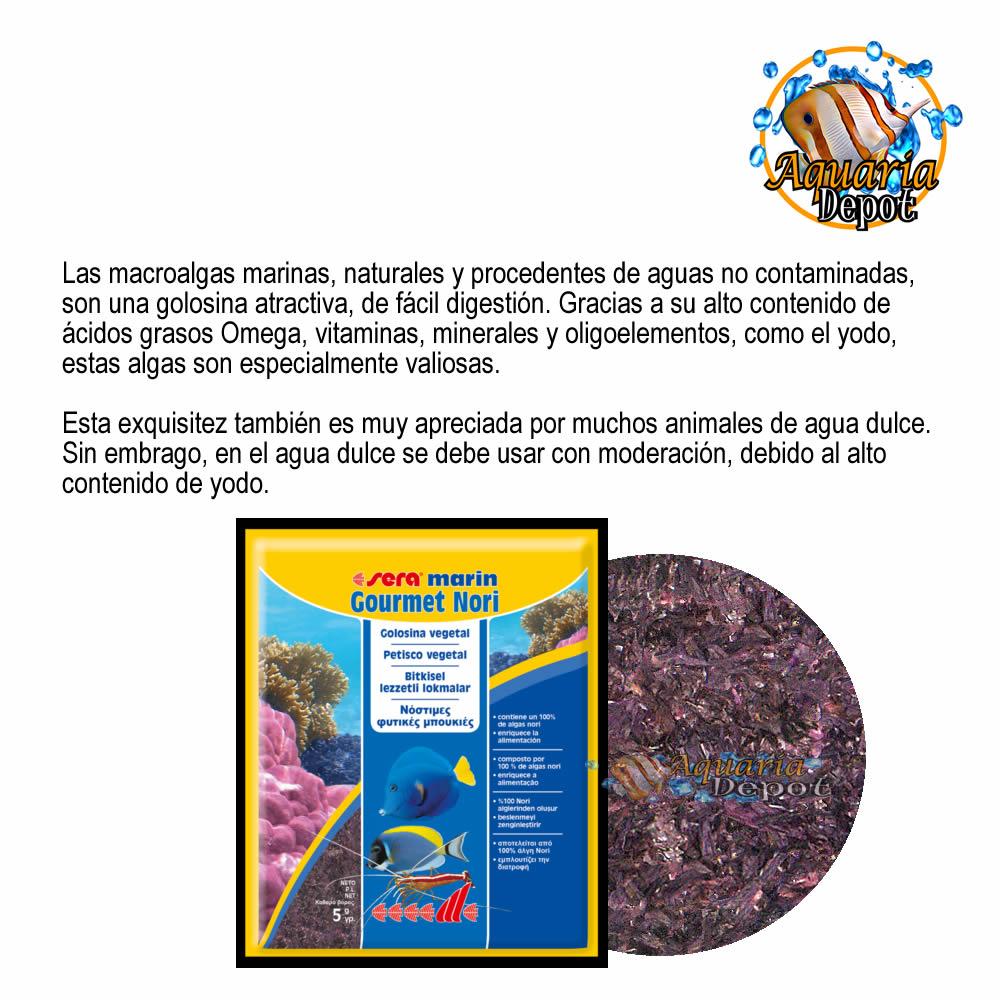 Aquaria
Depot
Las macroalgas marinas, naturales y procedentes de aguas no contaminadas,
son una golosina atractiva, de fácil digestión. Gracias a su alto contenido de
ácidos grasos Omega, vitaminas, minerales y oligoelementos, como el yodo,
estas algas son especialmente valiosas.
Esta exquisitez también es muy apreciada por muchos animales de agua dulce.
Sin embrago, en el agua dulce se debe usar con moderación, debido al alto
contenido de yodo.
sera® marin
Gourmet Nori
Golosina vegetal
Petisco vegetal
Bitkisel
lezzetli lokmalar
Νόστιμες
φυτικές μπουκιές
• contiene un 100%
de algas nori
• enriquece la
alimentación
• composto por
100 % de algas nori
• enriquece a
alimentação
• %100 Nori
alglerinden oluşur
• beslenmeyi
zenginleştirir
• αποτελείται από
100% άλγη Nori
• εμπλουτίζει την
διατροφή
NETO
P. L.
NET
Καθαρό βάρος
5 g
γρ.
Aquaria
Depot